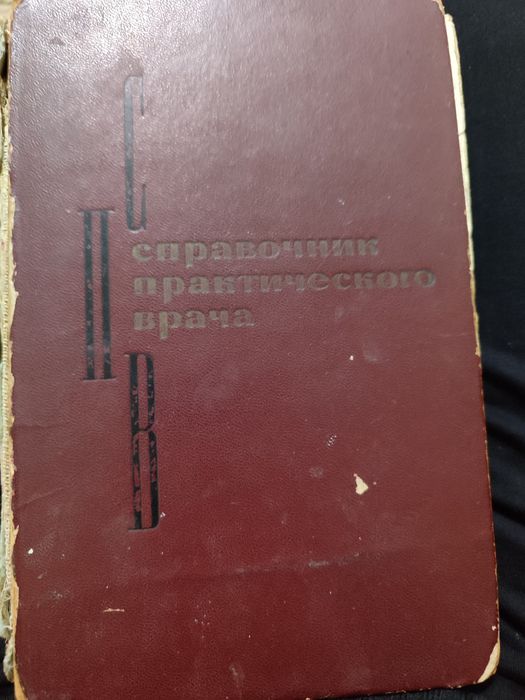 С
П
В
справочник
практического
врача